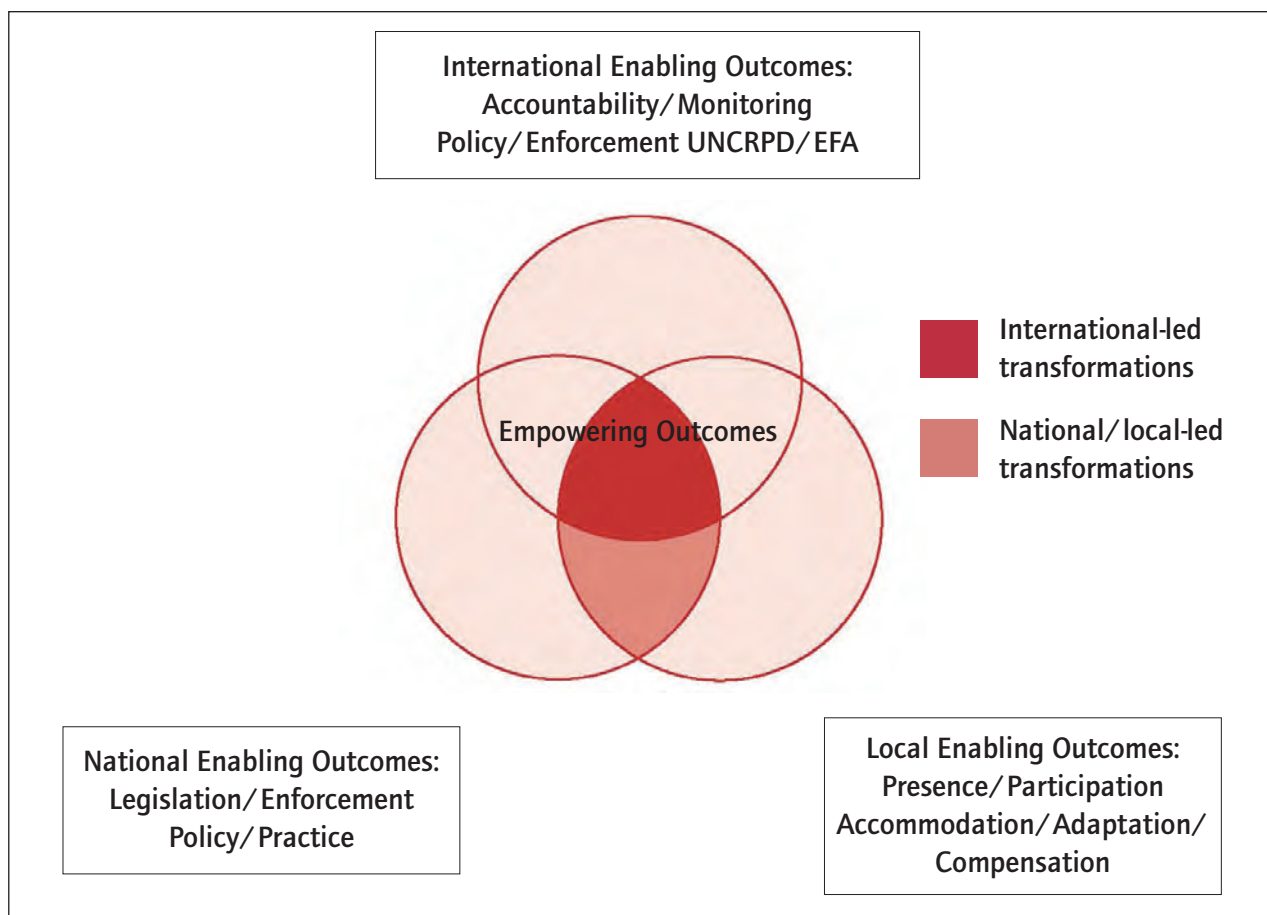 International Enabling Outcomes:
Accountability/Monitoring
Policy/Enforcement UNCRPD/EFA
Empowering Outcomes
International-led
transformations
National/local-led
transformations
National Enabling Outcomes:
Legislation/Enforcement
Policy/Practice
Local Enabling Outcomes:
Presence/Participation
Accommodation/Adaptation/
Compensation